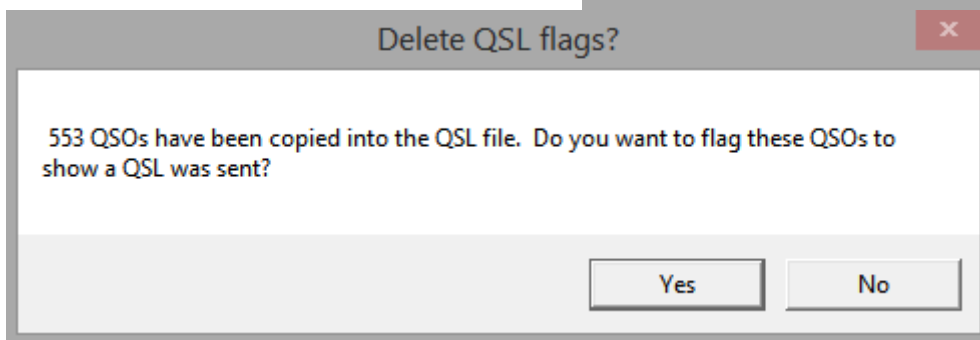 Delete QSL flags?
x
553 QSOs have been copied into the QSL file.  Do you want to flag these QSOs to
show a QSL was sent?
Yes
No